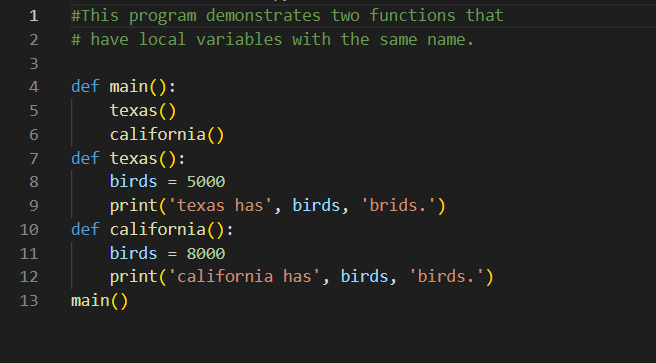 1 #This program demonstrates two functions that
2 # have local variables with the same name.
3
4 def main():
5     texas()
6     california()
7 def texas():
8     birds = 5000
9     print('texas has', birds, 'brids.')
10 def california():
11     birds = 8000
12     print('california has', birds, 'birds.')
13 main()